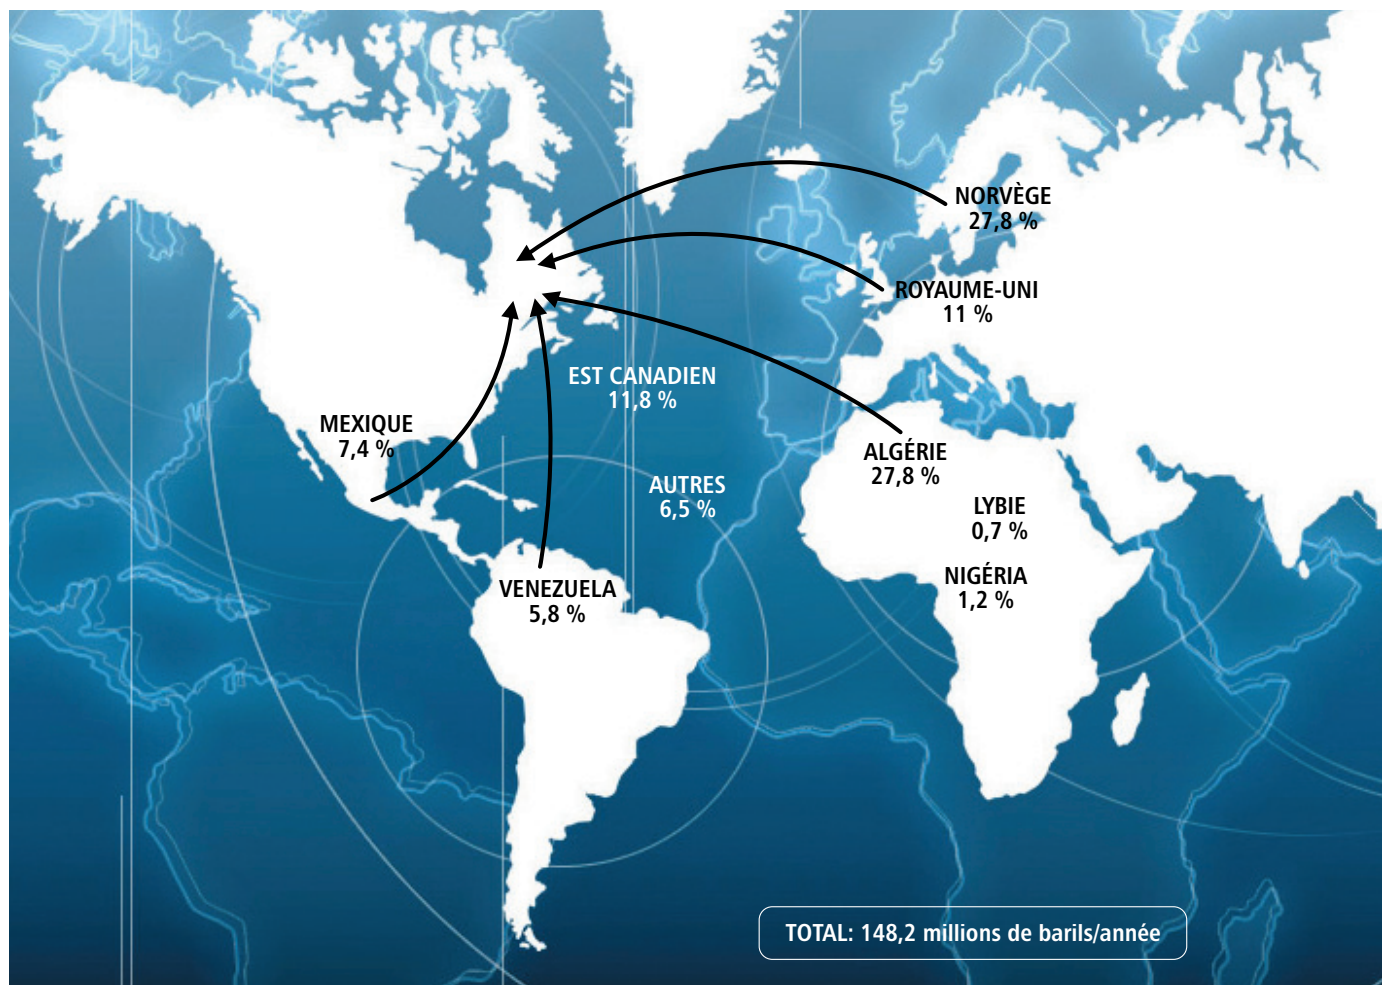 NORVÈGE
27,8 %
ROYAUME-UNI
11 %
EST CANADIEN
11,8 %
MEXIQUE
7,4 %
ALGÉRIE
27,8 %
AUTRES
6,5 %
LYBIE
0,7 %
NIGÉRIA
1,2 %
VENEZUELA
5,8 %
TOTAL: 148,2 millions de barils/année